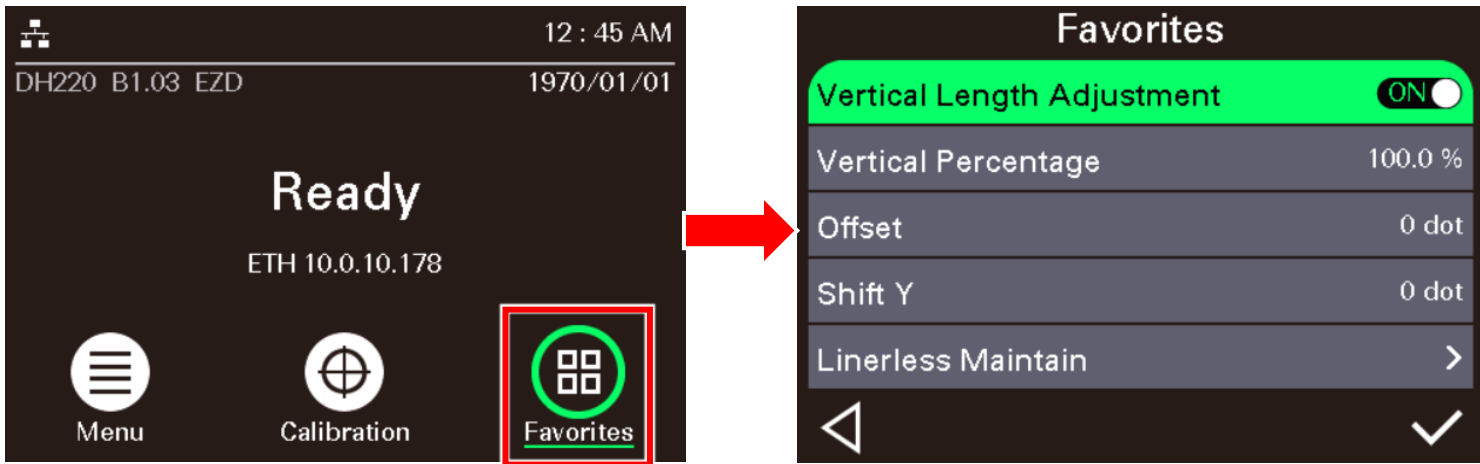 12 : 45 AM
DH220 B1.03 EZD 1970/01/01
Ready
ETH 10.0.10.178
Menu Calibration Favorites
Favorites
Vertical Length Adjustment ON
Vertical Percentage 100.0 %
Offset 0 dot
Shift Y 0 dot
Linerless Maintain